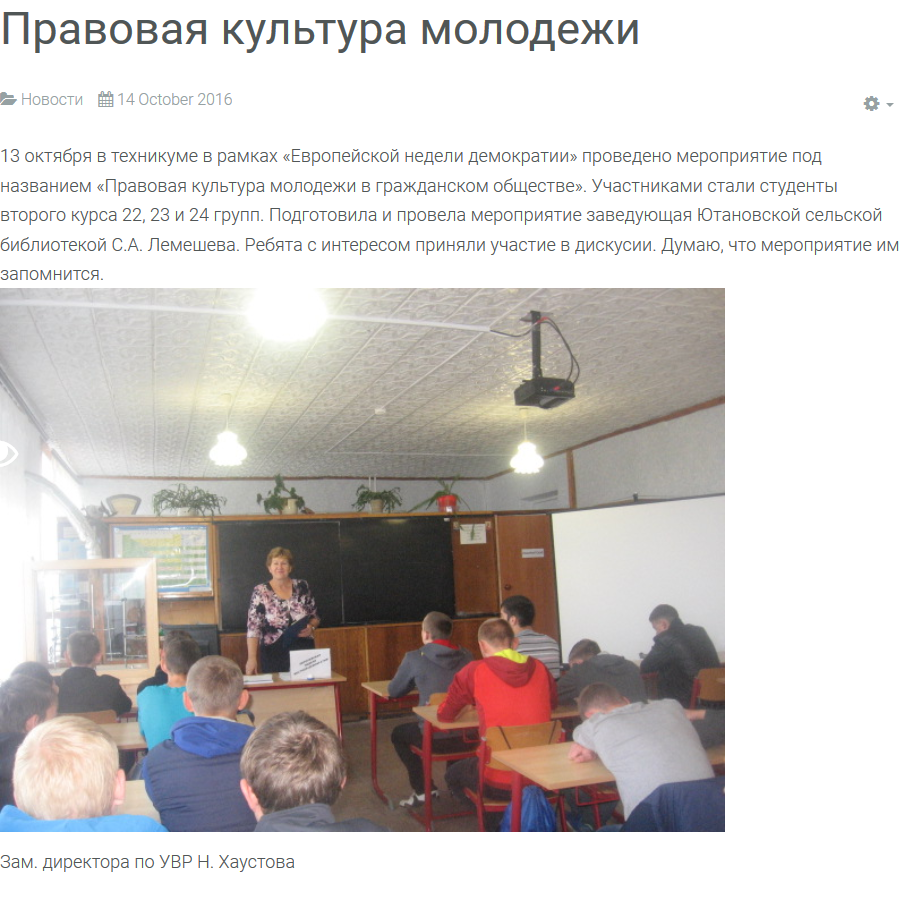 Правовая культура молодежи
Новости 14 October 2016
13 октября в техникуме в рамках «Европейской недели демократии» проведено мероприятие под
названием «Правовая культура молодежи в гражданском обществе». Участниками стали студенты
второго курса 22, 23 и 24 групп. Подготовила и провела мероприятие заведующая Ютановской сельской
библиотекой С.А. Лемешева. Ребята с интересом приняли участие в дискусии. Думаю, что мероприятие им
запомнится.
Зам. директора по УВР Н. Хаустова